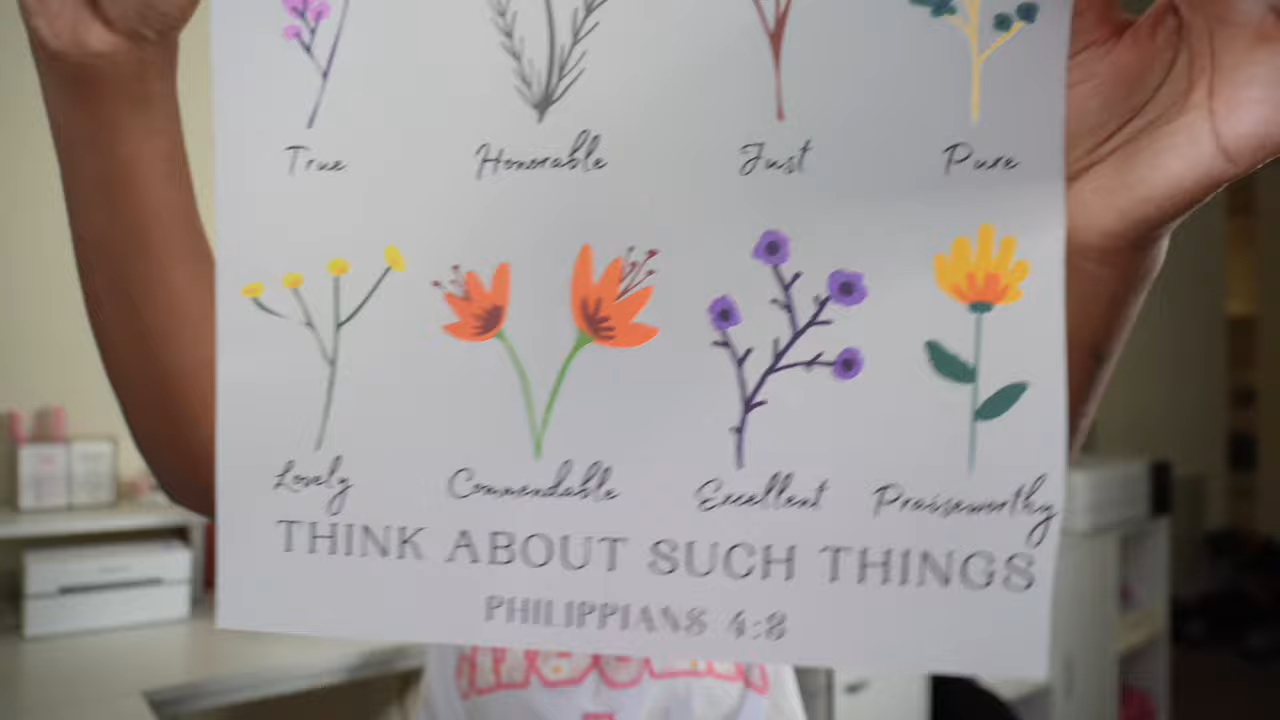 True Honorable Just Pure
Lovely Commendable Excellent Praiseworthy
THINK ABOUT SUCH THINGS
PHILIPPIANS 4:8